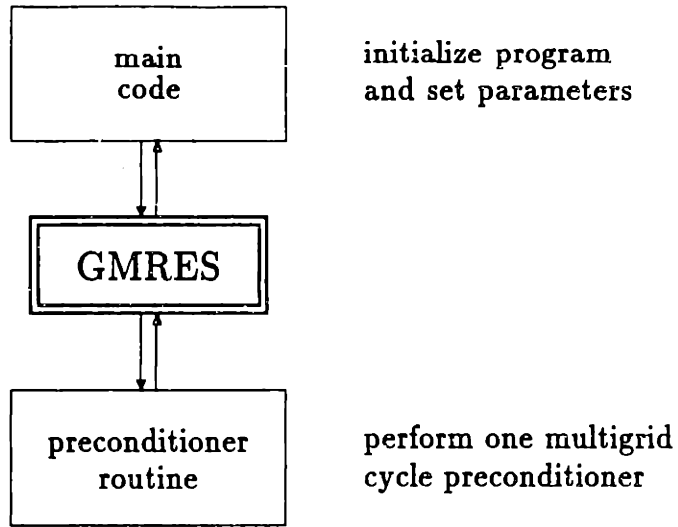 main
code
initialize program
and set parameters
GMRES
preconditioner
routine
perform one multigrid
cycle preconditioner